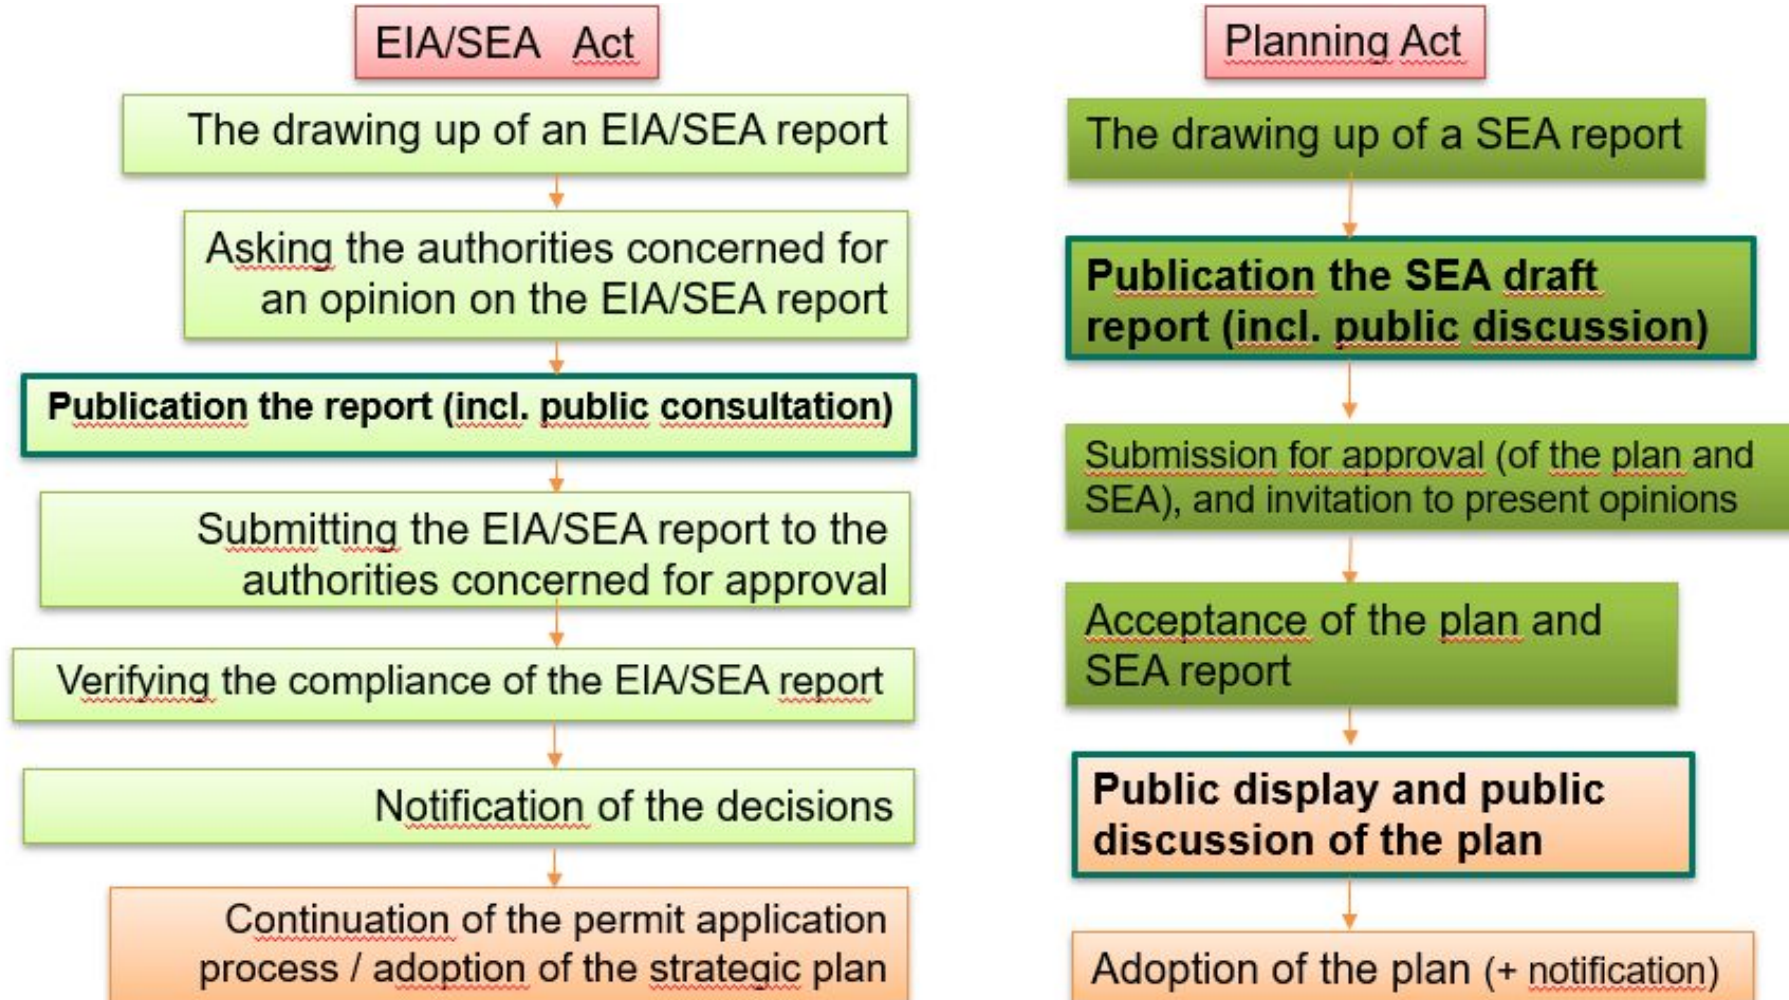 EIA/SEA Act
The drawing up of an EIA/SEA report
Asking the authorities concerned for
an opinion on the EIA/SEA report
Publication the report (incl. public consultation)
Submitting the EIA/SEA report to the
authorities concerned for approval
Verifying the compliance of the EIA/SEA report
Notification of the decisions
Continuation of the permit application
process / adoption of the strategic plan
Planning Act
The drawing up of a SEA report
Publication the SEA draft
report (incl. public discussion)
Submission for approval (of the plan and
SEA), and invitation to present opinions
Acceptance of the plan and
SEA report
Public display and public
discussion of the plan
Adoption of the plan (+ notification)